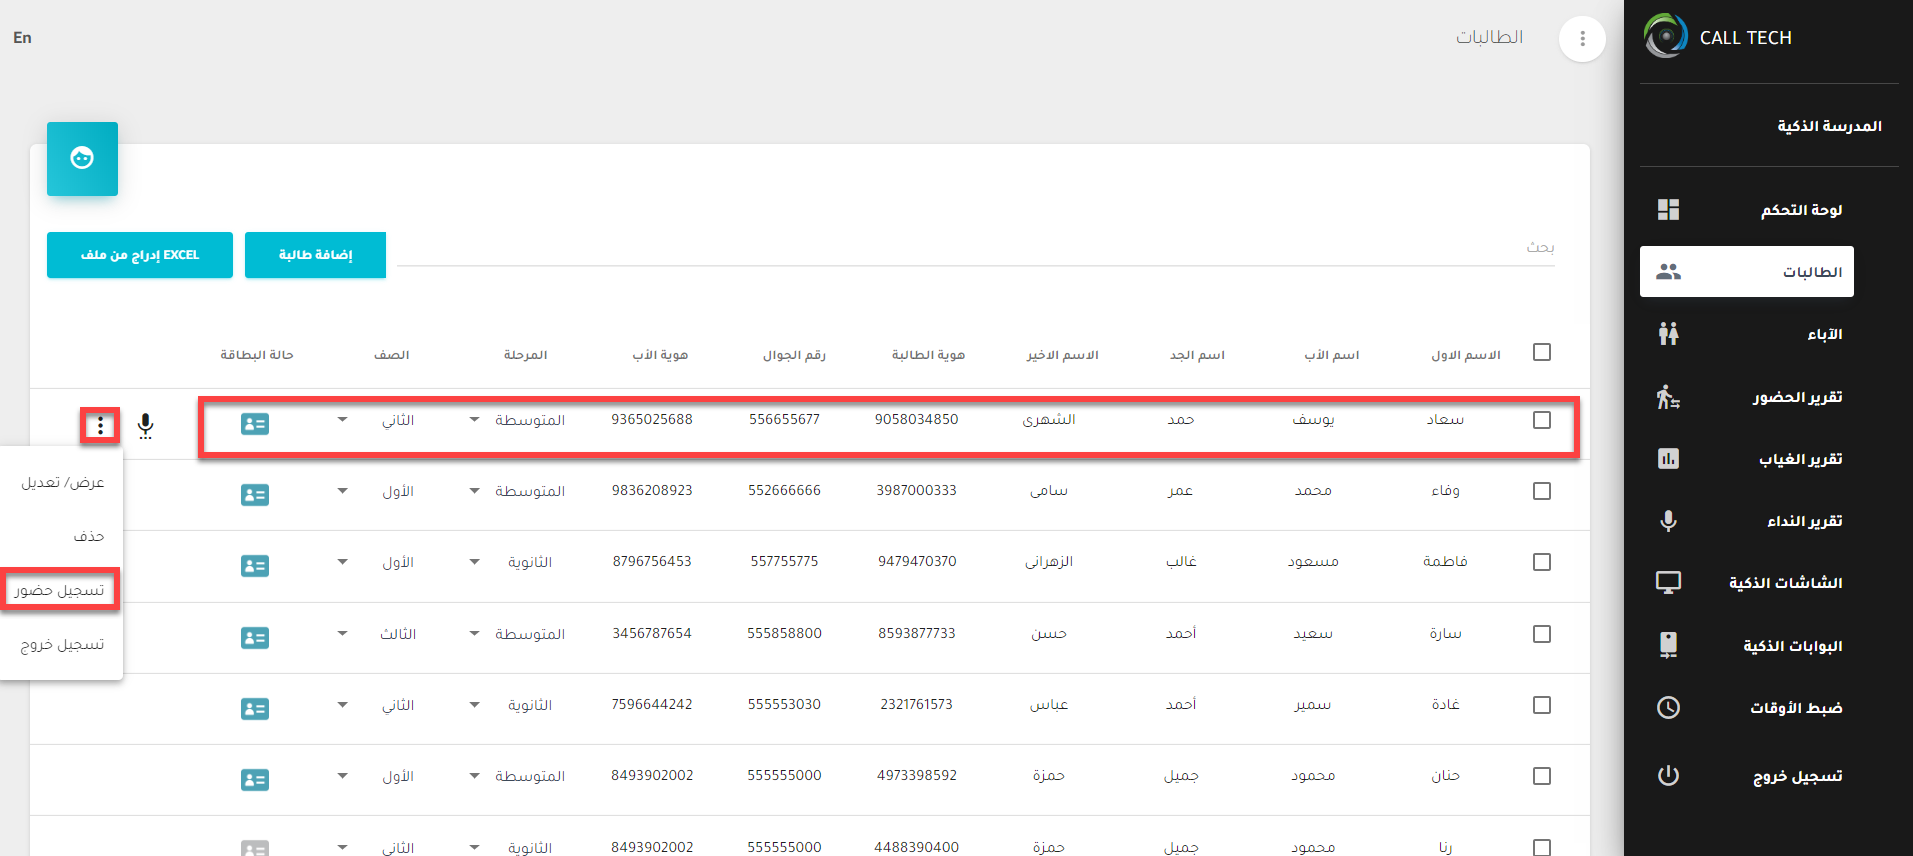 CALL TECH
المدرسة الذكية
لوحة التحكم
الطالبات
الآباء
تقرير الحضور
تقرير الغياب
تقرير النداء
الشاشات الذكية
البوابات الذكية
ضبط الأوقات
تسجيل خروج
الطالبات
En
بحث
إضافة طالبة
إدراج من ملف EXCEL
الاسم الاول اسم الأب اسم الجد الاسم الاخير هوية الطالبة رقم الجوال هوية الأب المرحلة الصف حالة البطاقة
سعاد يوسف حمد الشهرى 9058034850 556655677 9365025688 المتوسطة الثاني
وفاء محمد عمر سامى 3987000333 552666666 9836208923 المتوسطة الأول
فاطمة مسعود غالب الزهرانى 9479470370 557755775 8796756453 الثانوية الأول
سارة سعيد أحمد حسن 8593877733 555858800 3456787654 المتوسطة الثالث
غادة سمير أحمد عباس 2321761573 555553030 7596644242 الثانوية الثاني
حنان محمود جميل حمزة 4973398592 555555000 8493902002 المتوسطة الأول
رنا محمود جميل حمزة 4488390400 555555000 8493902002 الثانوية الثاني
عرض/ تعديل
حذف
تسجيل حضور
تسجيل خروج